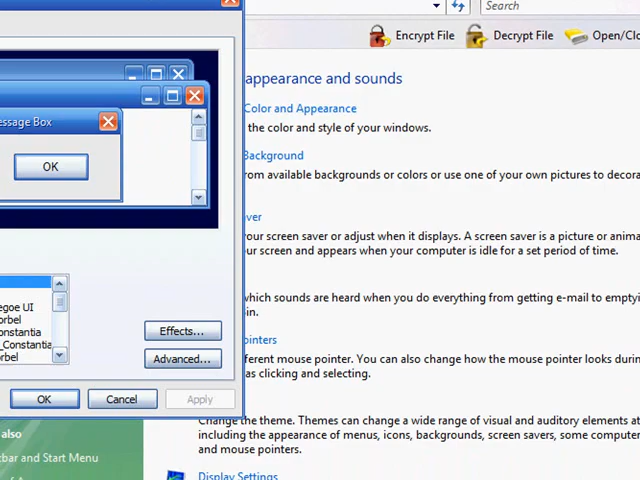 Search
Encrypt File
Decrypt File
Open/Clo
appearance and sounds
Color and Appearance
the color and style of your windows.
Background
from available backgrounds or colors or use one of your own pictures to decora
ver
your screen saver or adjust when it displays. A screen saver is a picture or anima
ur screen and appears when your computer is idle for a set period of time.
which sounds are heard when you do everything from getting e-mail to emptyi
in.
ointers
ferent mouse pointer. You can also change how the mouse pointer looks durin
as clicking and selecting.
Change the theme. Themes can change a wide range of visual and auditory elements at
including the appearance of menus, icons, backgrounds, screen savers, some computer
and mouse pointers.
Display Settings
essage Box
OK
egoe UI
orbel
onstantia
_Constantia
orbel
Effects...
Advanced...
OK
Cancel
Apply
also
bar and Start Menu